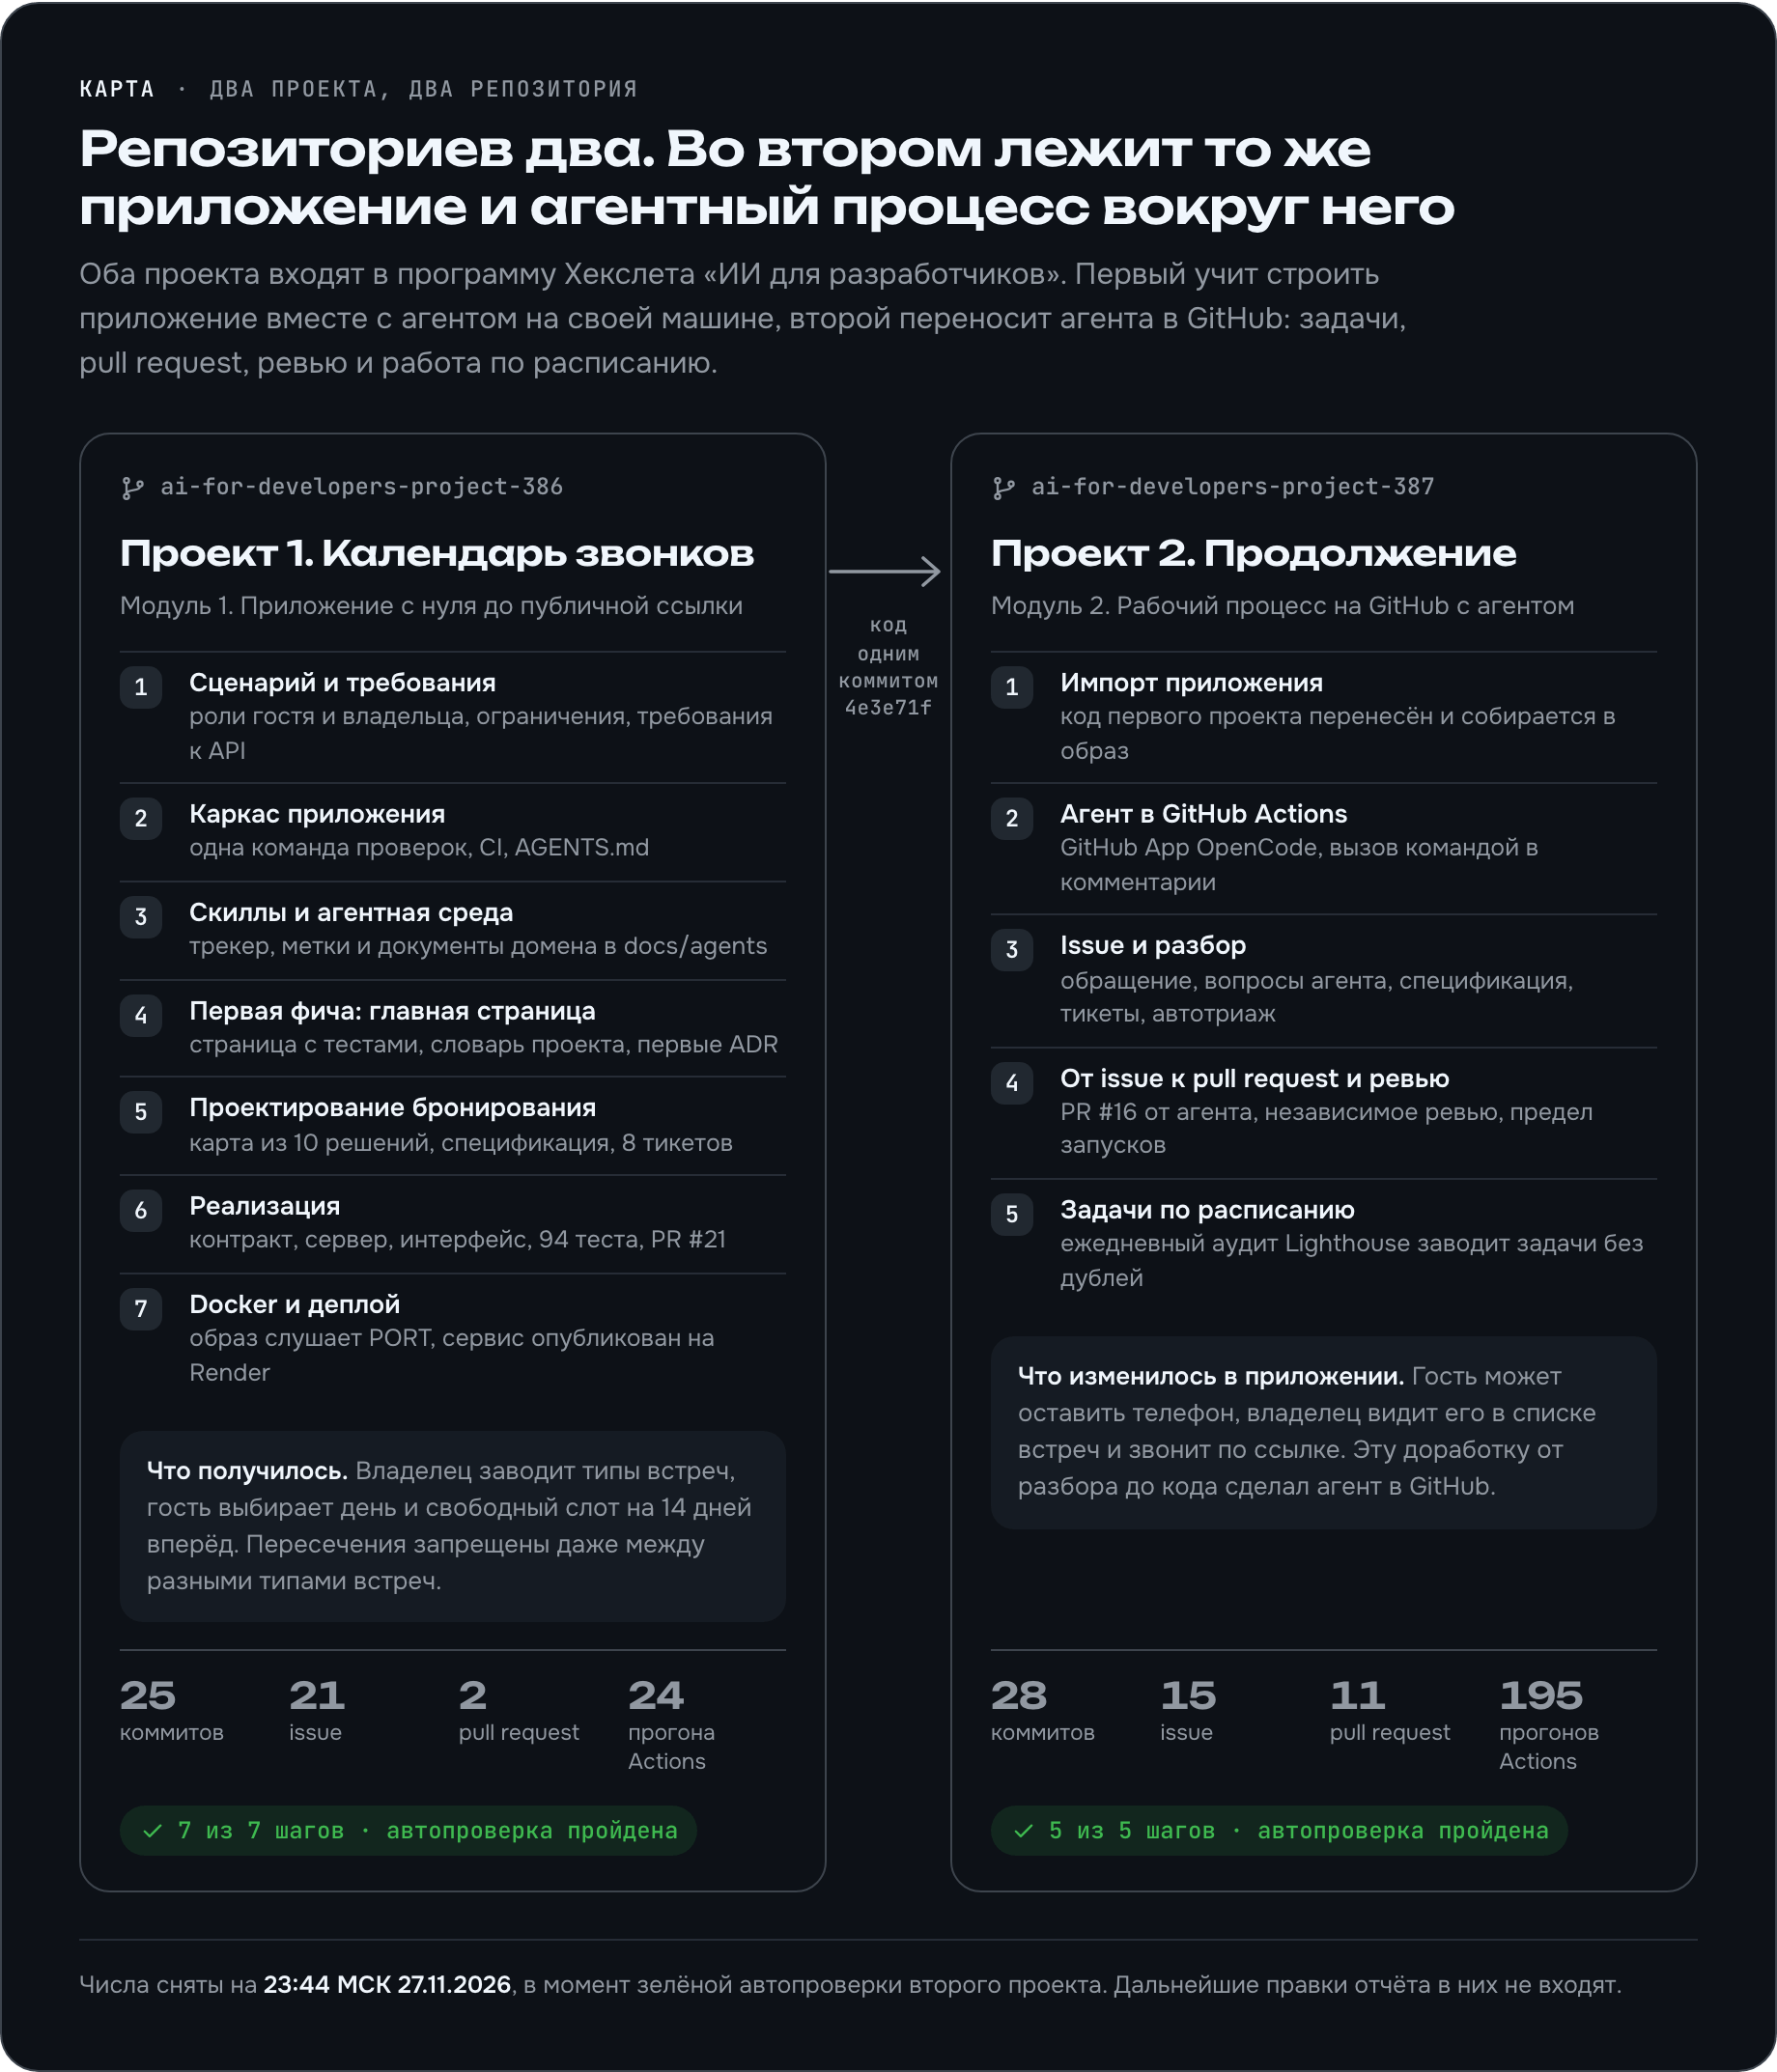 КАРТА · ДВА ПРОЕКТА, ДВА РЕПОЗИТОРИЯ
Репозиториев два. Во втором лежит то же
приложение и агентный процесс вокруг него
Оба проекта входят в программу Хекслета «ИИ для разработчиков». Первый учит строить
приложение вместе с агентом на своей машине, второй переносит агента в GitHub: задачи,
pull request, ревью и работа по расписанию.
ai-for-developers-project-386
Проект 1. Календарь звонков
Модуль 1. Приложение с нуля до публичной ссылки
1 Сценарий и требования
роли гостя и владельца, ограничения, требования
к API
2 Каркас приложения
одна команда проверок, CI, AGENTS.md
3 Скиллы и агентная среда
трекер, метки и документы домена в docs/agents
4 Первая фича: главная страница
страница с тестами, словарь проекта, первые ADR
5 Проектирование бронирования
карта из 10 решений, спецификация, 8 тикетов
6 Реализация
контракт, сервер, интерфейс, 94 теста, PR #21
7 Docker и деплой
образ слушает PORT, сервис опубликован на
Render
Что получилось. Владелец заводит типы встреч,
гость выбирает день и свободный слот на 14 дней
вперёд. Пересечения запрещены даже между
разными типами встреч.
25 21 2 24
коммитов issue pull request прогона
Actions
7 из 7 шагов · автопроверка пройдена
код
одним
коммитом
4e3e71f
ai-for-developers-project-387
Проект 2. Продолжение
Модуль 2. Рабочий процесс на GitHub с агентом
1 Импорт приложения
код первого проекта перенесён и собирается в
образ
2 Агент в GitHub Actions
GitHub App OpenCode, вызов командой в
комментарии
3 Issue и разбор
обращение, вопросы агента, спецификация,
тикеты, автотриаж
4 От issue к pull request и ревью
PR #16 от агента, независимое ревью, предел
запусков
5 Задачи по расписанию
ежедневный аудит Lighthouse заводит задачи без
дублей
Что изменилось в приложении. Гость может
оставить телефон, владелец видит его в списке
встреч и звонит по ссылке. Эту доработку от
разбора до кода сделал агент в GitHub.
28 15 11 195
коммитов issue pull request прогонов
Actions
5 из 5 шагов · автопроверка пройдена
Числа сняты на 23:44 МСК 27.11.2026, в момент зелёной автопроверки второго проекта. Дальнейшие правки отчёта в них не входят.